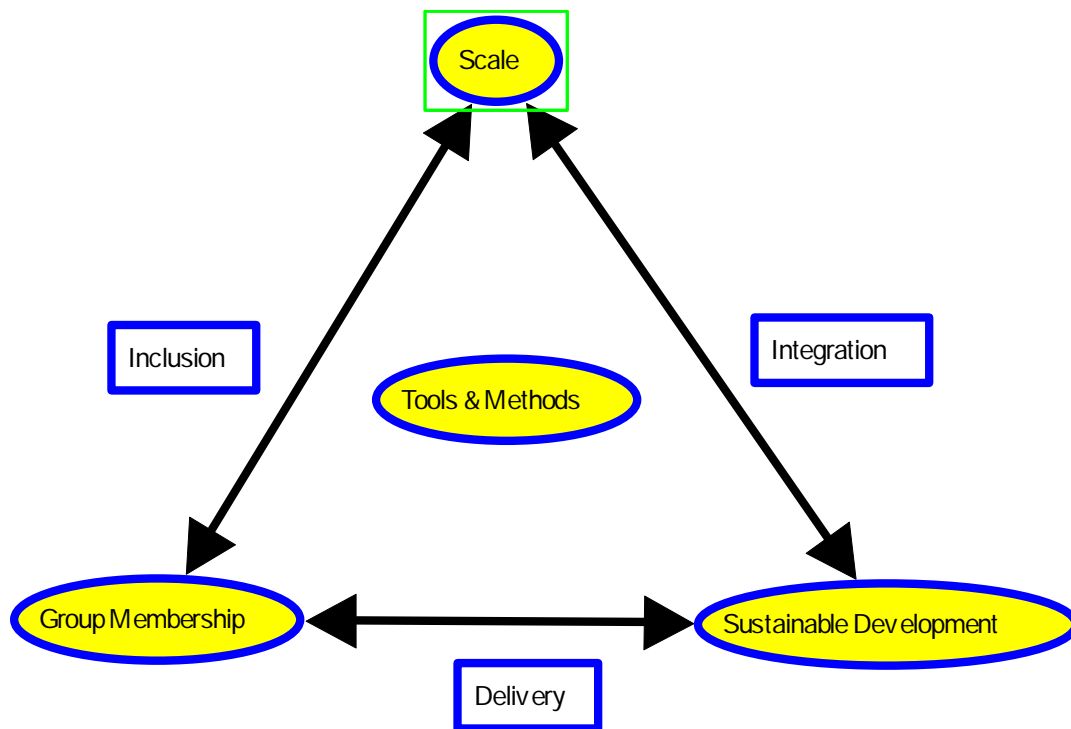 Scale
Inclusion
Integration
Tools & Methods
Group Membership
Sustainable Development
Delivery